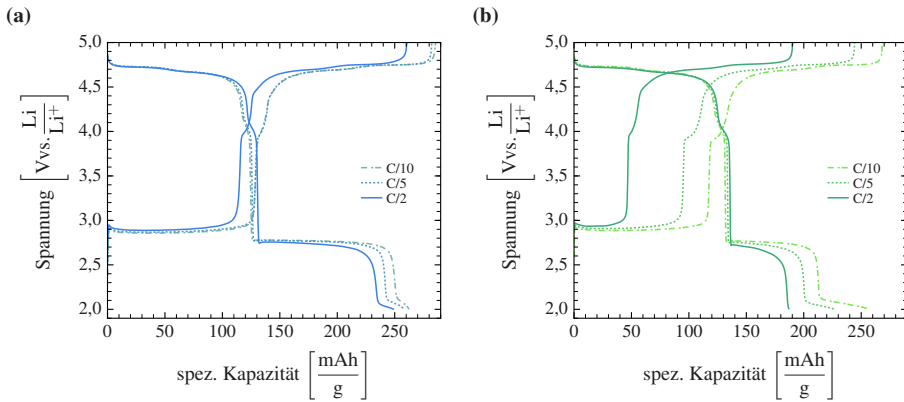 (a)
5.0
4.5
4.0
3.5
3.0
2.5
2.0
Spannung [V vs. Li/Li⁺]
C/10
C/5
C/2
0 50 100 150 200 250
spez. Kapazität [mAh/g]
(b)
5.0
4.5
4.0
3.5
3.0
2.5
2.0
Spannung [V vs. Li/Li⁺]
C/10
C/5
C/2
0 50 100 150 200 250
spez. Kapazität [mAh/g]